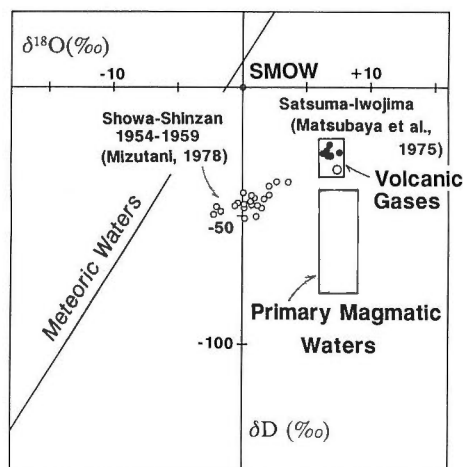 δ¹⁸O(‰)
-10
SMOW
+10
Showa-Shinzan
1954-1959
(Mizutani, 1978)
Satsuma-Iwojima
(Matsubaya et al.,
1975)
Volcanic
Gases
-50
Meteoric Waters
Primary Magmatic
Waters
-100
δD (‰)